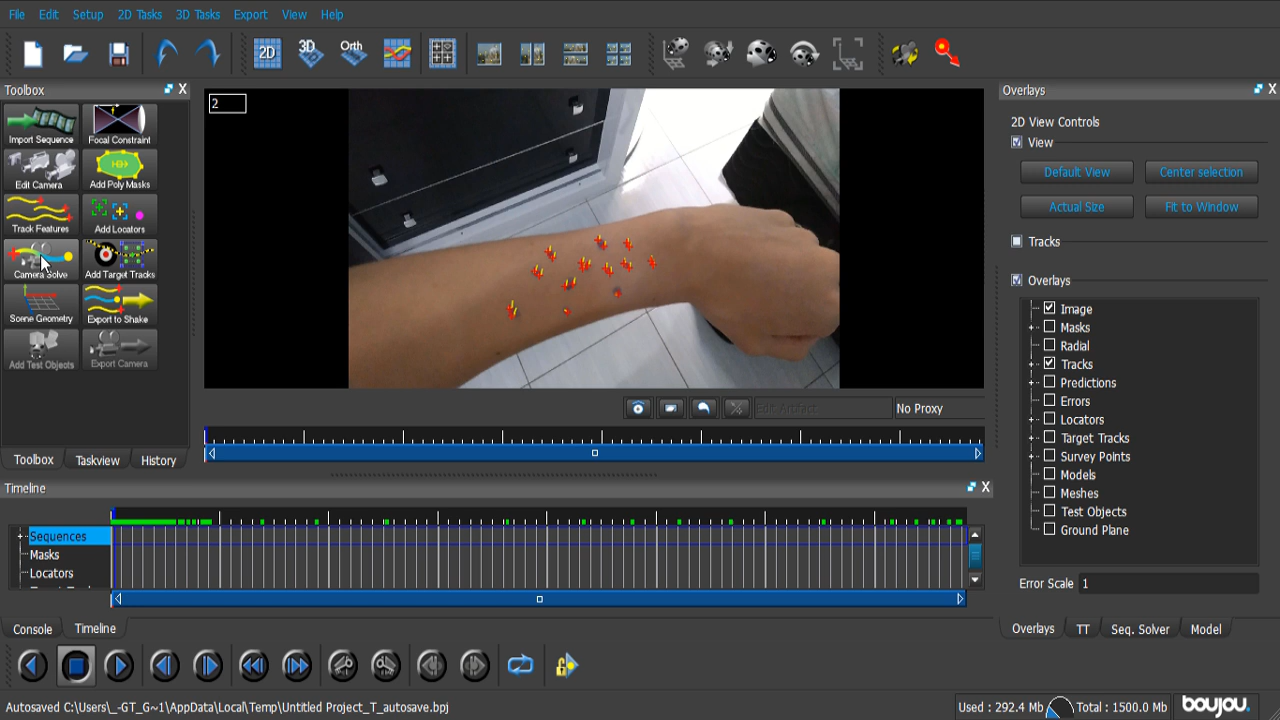 File Edit Setup 2D Tasks 3D Tasks Export View Help
2D 3D Orth
Toolbox
Import Sequence Focal Constraint
Edit Camera Add Poly Masks
Track Features Add Locators
Camera Solve Add Target Tracks
Scene Geometry Export to Shake
Add Test Objects Export Camera
Toolbox Taskview History
2
Edit Artifact No Proxy
Timeline
Sequences
Masks
Locators
Console Timeline
Overlays
2D View Controls
View
Default View Center selection
Actual Size Fit to Window
Tracks
Overlays
Image
Masks
Radial
Tracks
Predictions
Errors
Locators
Target Tracks
Survey Points
Models
Meshes
Test Objects
Ground Plane
Error Scale 1
Overlays TT Seq. Solver Model
Autosaved C:\Users\_-GT_G~1\AppData\Local\Temp\Untitled Project_T_autosave.bpj
Used : 292.4 Mb Total : 1500.0 Mb
boujou.